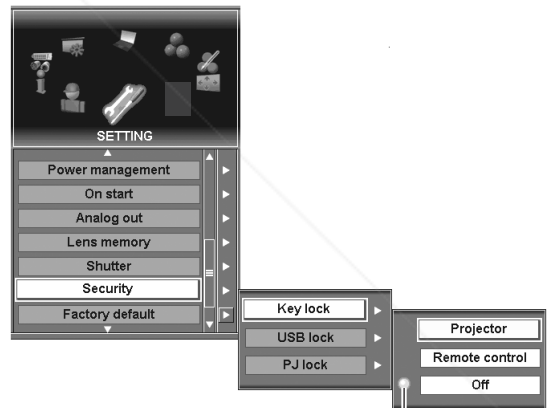 SETTING
Power management
On start
Analog out
Lens memory
Shutter
Security
Factory default
Key lock
USB lock
PJ lock
Projector
Remote control
Off